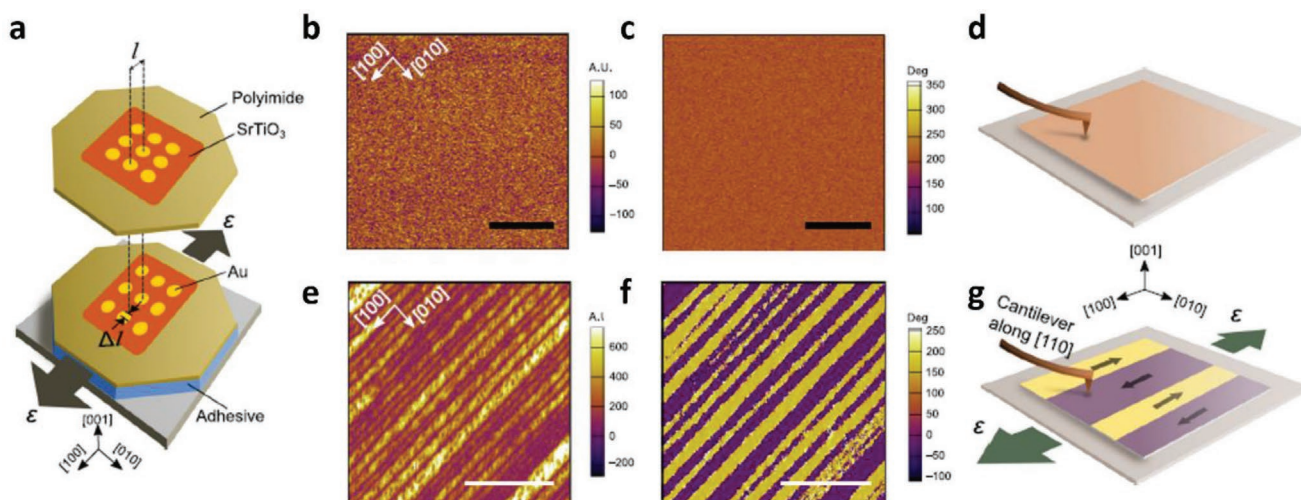 a
l
Polyimide
SrTiO3
ε
Au
Δl
ε
Adhesive
[001]
[100]
[010]
b
[100]
[010]
A.U.
100
50
0
−50
−100
c
Deg
350
300
250
200
150
100
d
e
[100]
[010]
A.U
600
400
200
0
−200
f
Deg
250
200
150
100
50
0
−50
−100
g
[001]
[100]
[010]
Cantilever
along [110]
ε
ε